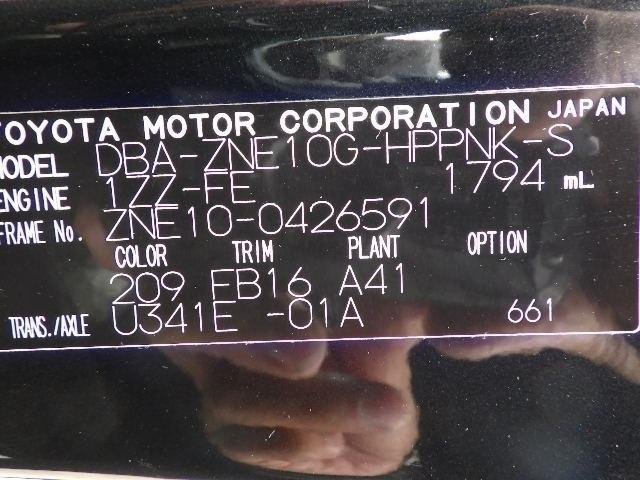 TOYOTA MOTOR CORPORATION JAPAN
MODEL DBA-ZNE10G-HPPNK-S
ENGINE 1ZZ-FE 1794 mL
FRAME No. ZNE10-0426591
COLOR TRIM PLANT OPTION
209 FB16 A41
TRANS./AXLE U341E -01A 661